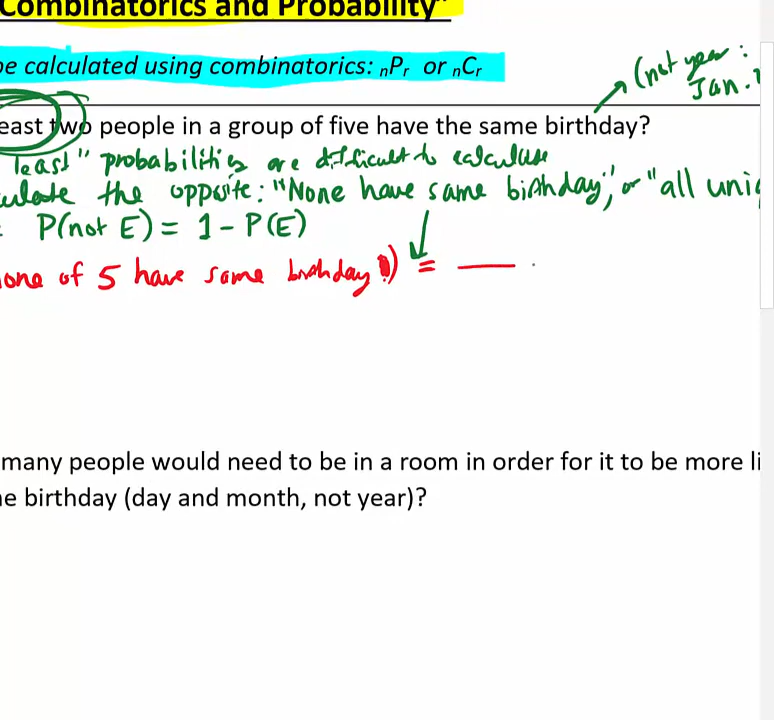 Combinatorics and Probability"
be calculated using combinatorics: nPr or nCr
(not year:
Jan.
east two people in a group of five have the same birthday?
least" probabilities are difficult to calculate
ulate the opposite: "None have same birthday," or "all uniq
P(not E) = 1 - P(E)
one of 5 have same birthday) = __
many people would need to be in a room in order for it to be more li
e birthday (day and month, not year)?